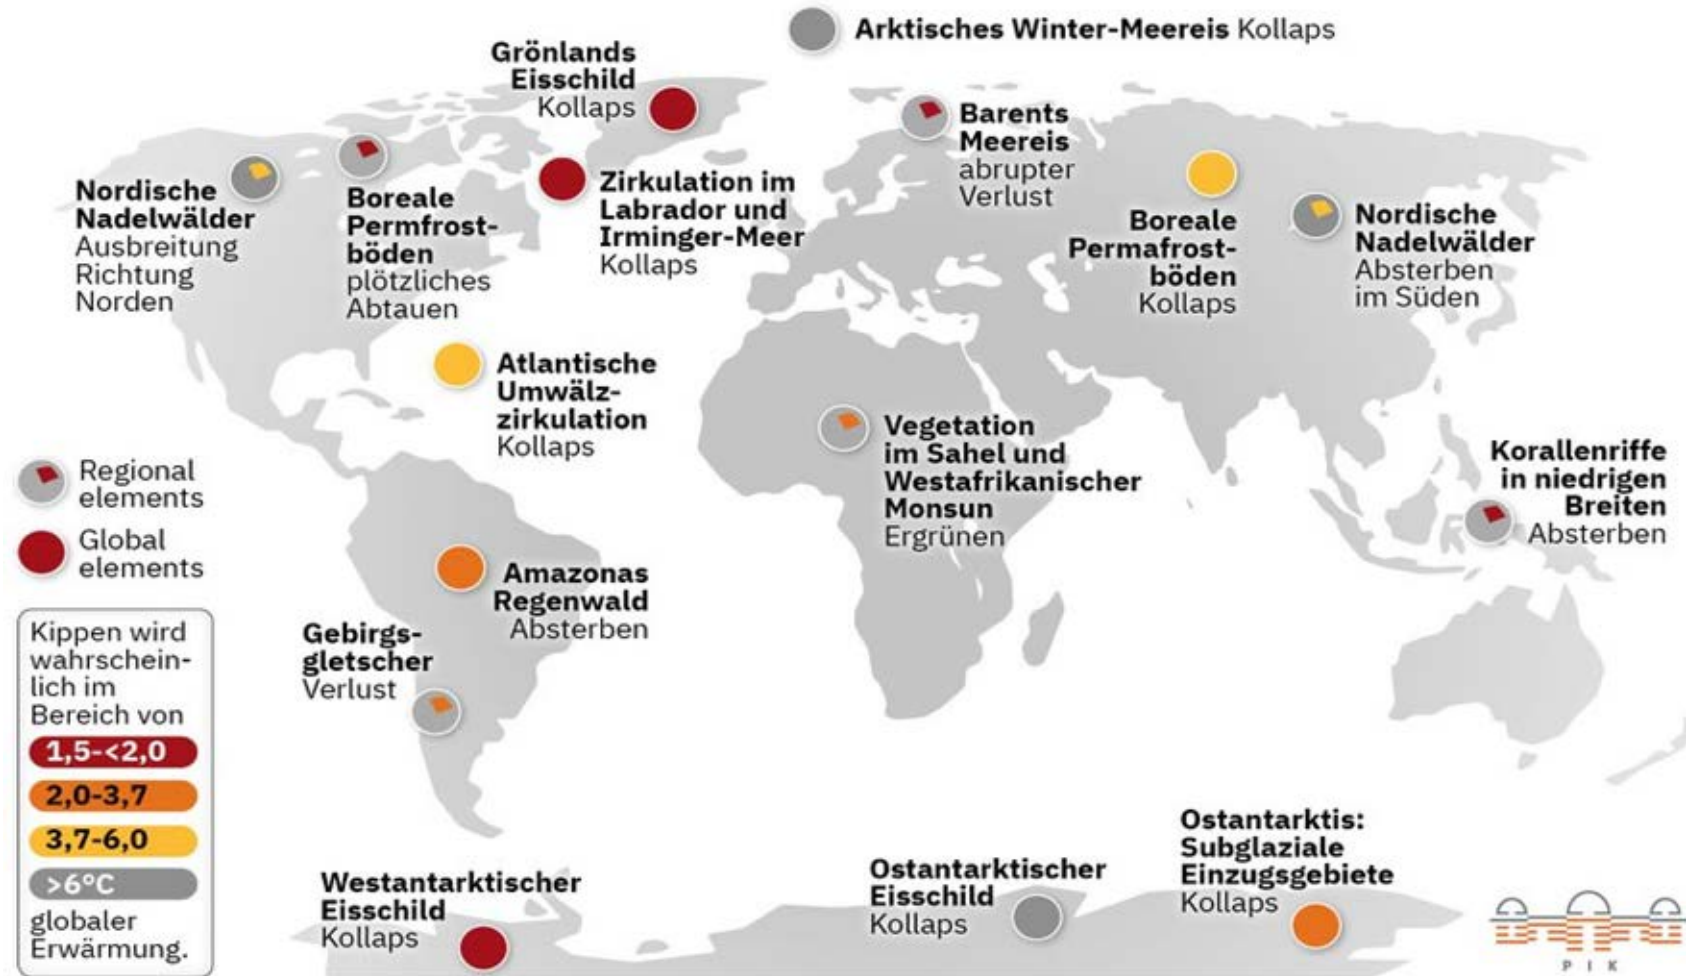 Arktisches Winter-Meereis Kollaps
Grönlands
Eisschild
Kollaps
Barents
Meereis
abrupter
Verlust
Nordische
Nadelwälder
Ausbreitung
Richtung
Norden
Boreale
Permfrost-
böden
plötzliches
Abtauen
Zirkulation im
Labrador und
Irminger-Meer
Kollaps
Boreale
Permafrost-
böden
Kollaps
Nordische
Nadelwälder
Absterben
im Süden
Atlantische
Umwälz-
zirkulation
Kollaps
Vegetation
im Sahel und
Westafrikanischer
Monsun
Ergrünen
Korallenriffe
in niedrigen
Breiten
Absterben
Regional
elements
Global
elements
Amazonas
Regenwald
Absterben
Gebirgs-
gletscher
Verlust
Kippen wird
wahrschein-
lich im
Bereich von
1,5-<2,0
2,0-3,7
3,7-6,0
>6°C
globaler
Erwärmung.
Westantarktischer
Eisschild
Kollaps
Ostantarktischer
Eisschild
Kollaps
Ostantarktis:
Subglaziale
Einzugsgebiete
Kollaps
PIK